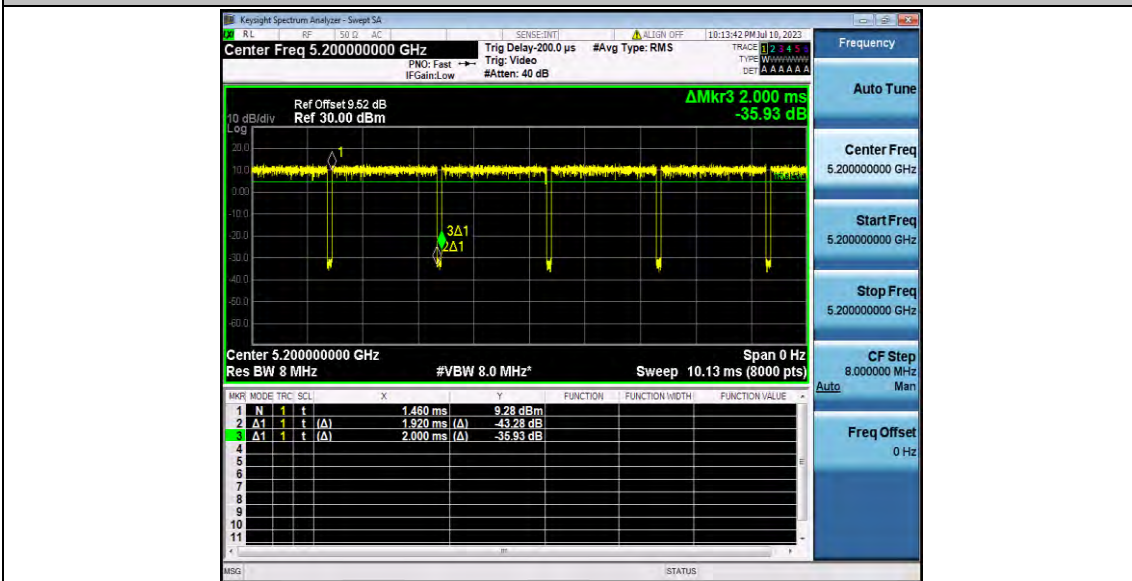 Keysight Spectrum Analyzer - Swept SA
RL RF 50 Ω AC SENSE:INT ALIGN OFF 10:13:42 PM Jul 10, 2023
Center Freq 5.200000000 GHz
PNO: Fast
IFGain:Low
Trig Delay-200.0 µs
Trig: Video
#Atten: 40 dB
#Avg Type: RMS
TRACE 1 2 3 4 5 6
TYPE W
DET A A A A A A
Frequency
Auto Tune
Center Freq
5.200000000 GHz
Start Freq
5.200000000 GHz
Stop Freq
5.200000000 GHz
CF Step
8.000000 MHz
Auto Man
Freq Offset
0 Hz
ΔMkr3 2.000 ms
-35.93 dB
Ref Offset 9.52 dB
10 dB/div Ref 30.00 dBm
Log
20.0
10.0
0.00
-10.0
-20.0
-30.0
-40.0
-50.0
-60.0
1
3Δ1
2Δ1
Center 5.200000000 GHz Span 0 Hz
Res BW 8 MHz #VBW 8.0 MHz* Sweep 10.13 ms (8000 pts)
MKR MODE TRC SCL X Y FUNCTION FUNCTION WIDTH FUNCTION VALUE
1 N 1 t 1.460 ms 9.28 dBm
2 Δ1 1 t (Δ) 1.920 ms (Δ) -43.28 dB
3 Δ1 1 t (Δ) 2.000 ms (Δ) -35.93 dB
4
5
6
7
8
9
10
11
MSG STATUS